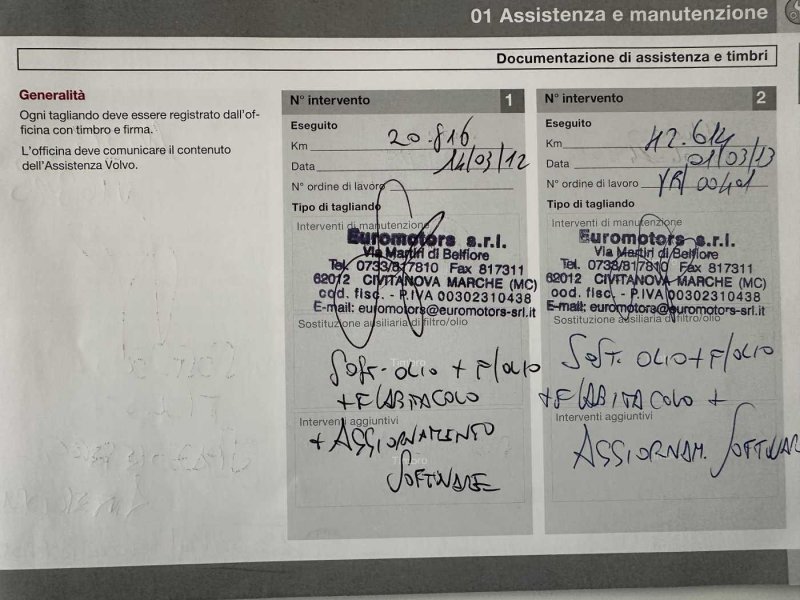 01 Assistenza e manutenzione
Documentazione di assistenza e timbri
Generalità
Ogni tagliando deve essere registrato dall'of-
ficina con timbro e firma.
L'officina deve comunicare il contenuto
dell'Assistenza Volvo.
N° intervento 1
Eseguito
Km 20.816
Data 14/03/12
N° ordine di lavoro
Tipo di tagliando
Interventi di manutenzione
Euromotors s.r.l.
Via Martiri di Belfiore
Tel. 0733/817810 Fax 817311
62012 CIVITANOVA MARCHE (MC)
cod. fisc. - P.IVA 00302310438
E-mail: euromotors@euromotors-srl.it
Sostituzione ausiliaria di filtro/olio
Timbro
SOST. OLIO + F/OLIO
+ F/ABITACOLO
Interventi aggiuntivi
+ AGGIORNAMENTO
Timbro
SOFTWARE
N° intervento 2
Eseguito
Km 42.614
Data 01/03/13
N° ordine di lavoro YR/00401
Tipo di tagliando
Interventi di manutenzione
Euromotors s.r.l.
Via Martiri di Belfiore
Tel. 0733/817810 Fax 817311
62012 CIVITANOVA MARCHE (MC)
cod. fisc. - P.IVA 00302310438
E-mail: euromotors@euromotors-srl.it
Sostituzione ausiliaria di filtro/olio
SOST. OLIO + F/OLIO
+ F/ABITACOLO +
Interventi aggiuntivi
AGGIORNAM. SOFTWARE